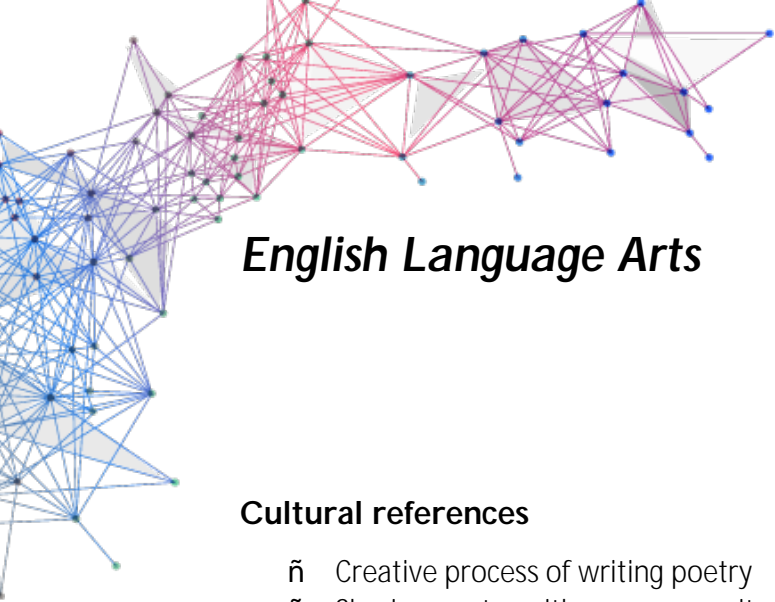 English Language Arts
Cultural references
ñ Creative process of writing poetry